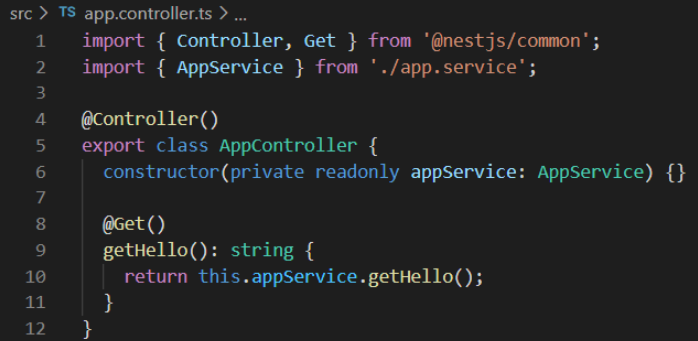 src > TS app.controller.ts > ...
1 import { Controller, Get } from '@nestjs/common';
2 import { AppService } from './app.service';
3
4 @Controller()
5 export class AppController {
6   constructor(private readonly appService: AppService) {}
7
8   @Get()
9   getHello(): string {
10     return this.appService.getHello();
11   }
12 }